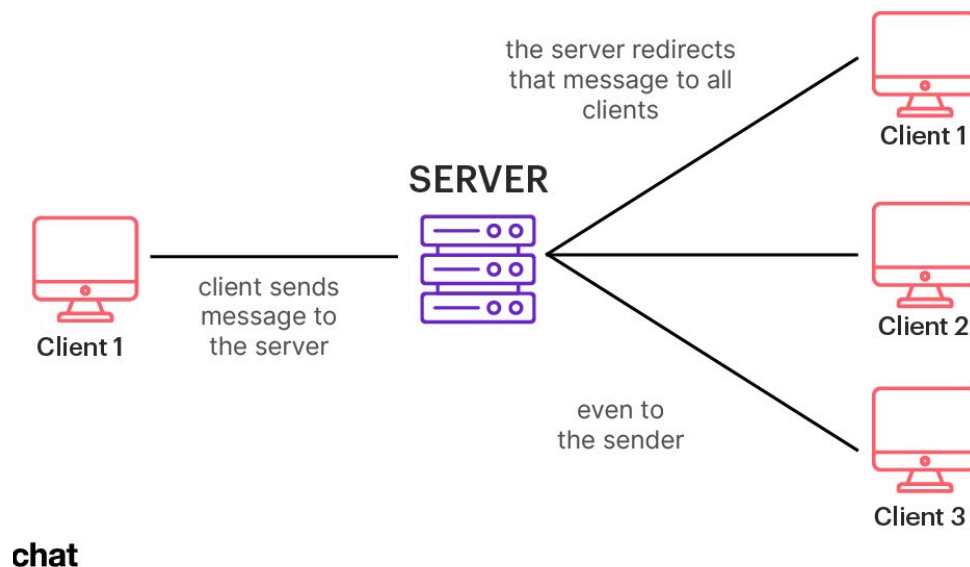 the server redirects
that message to all
clients
Client 1
SERVER
client sends
message to
the server
Client 1
Client 2
even to
the sender
Client 3
chat